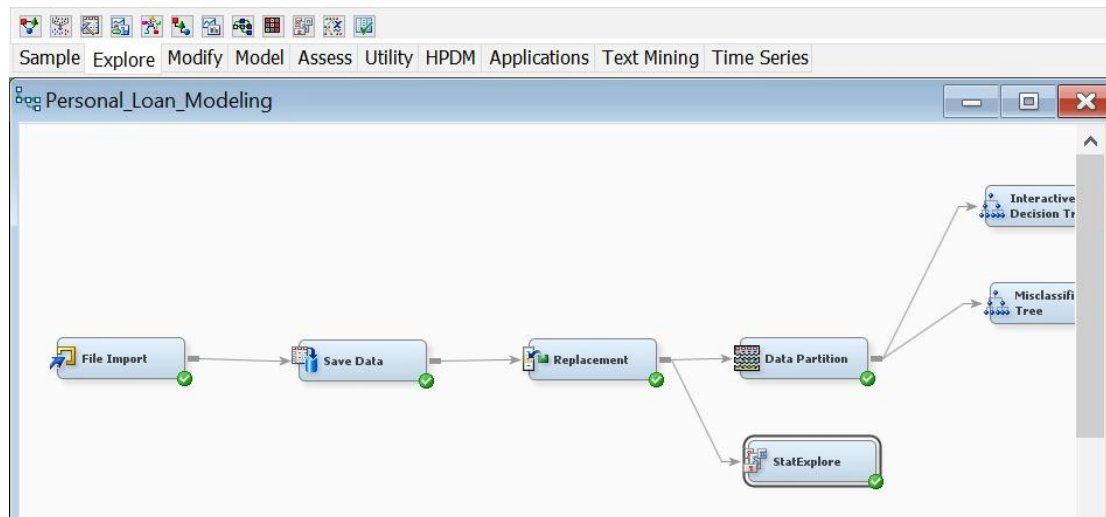 Sample Explore Modify Model Assess Utility HPDM Applications Text Mining Time Series
Personal_Loan_Modeling
Interactive
Decision Tr
Misclassifi
Tree
File Import
Save Data
Replacement
Data Partition
StatExplore